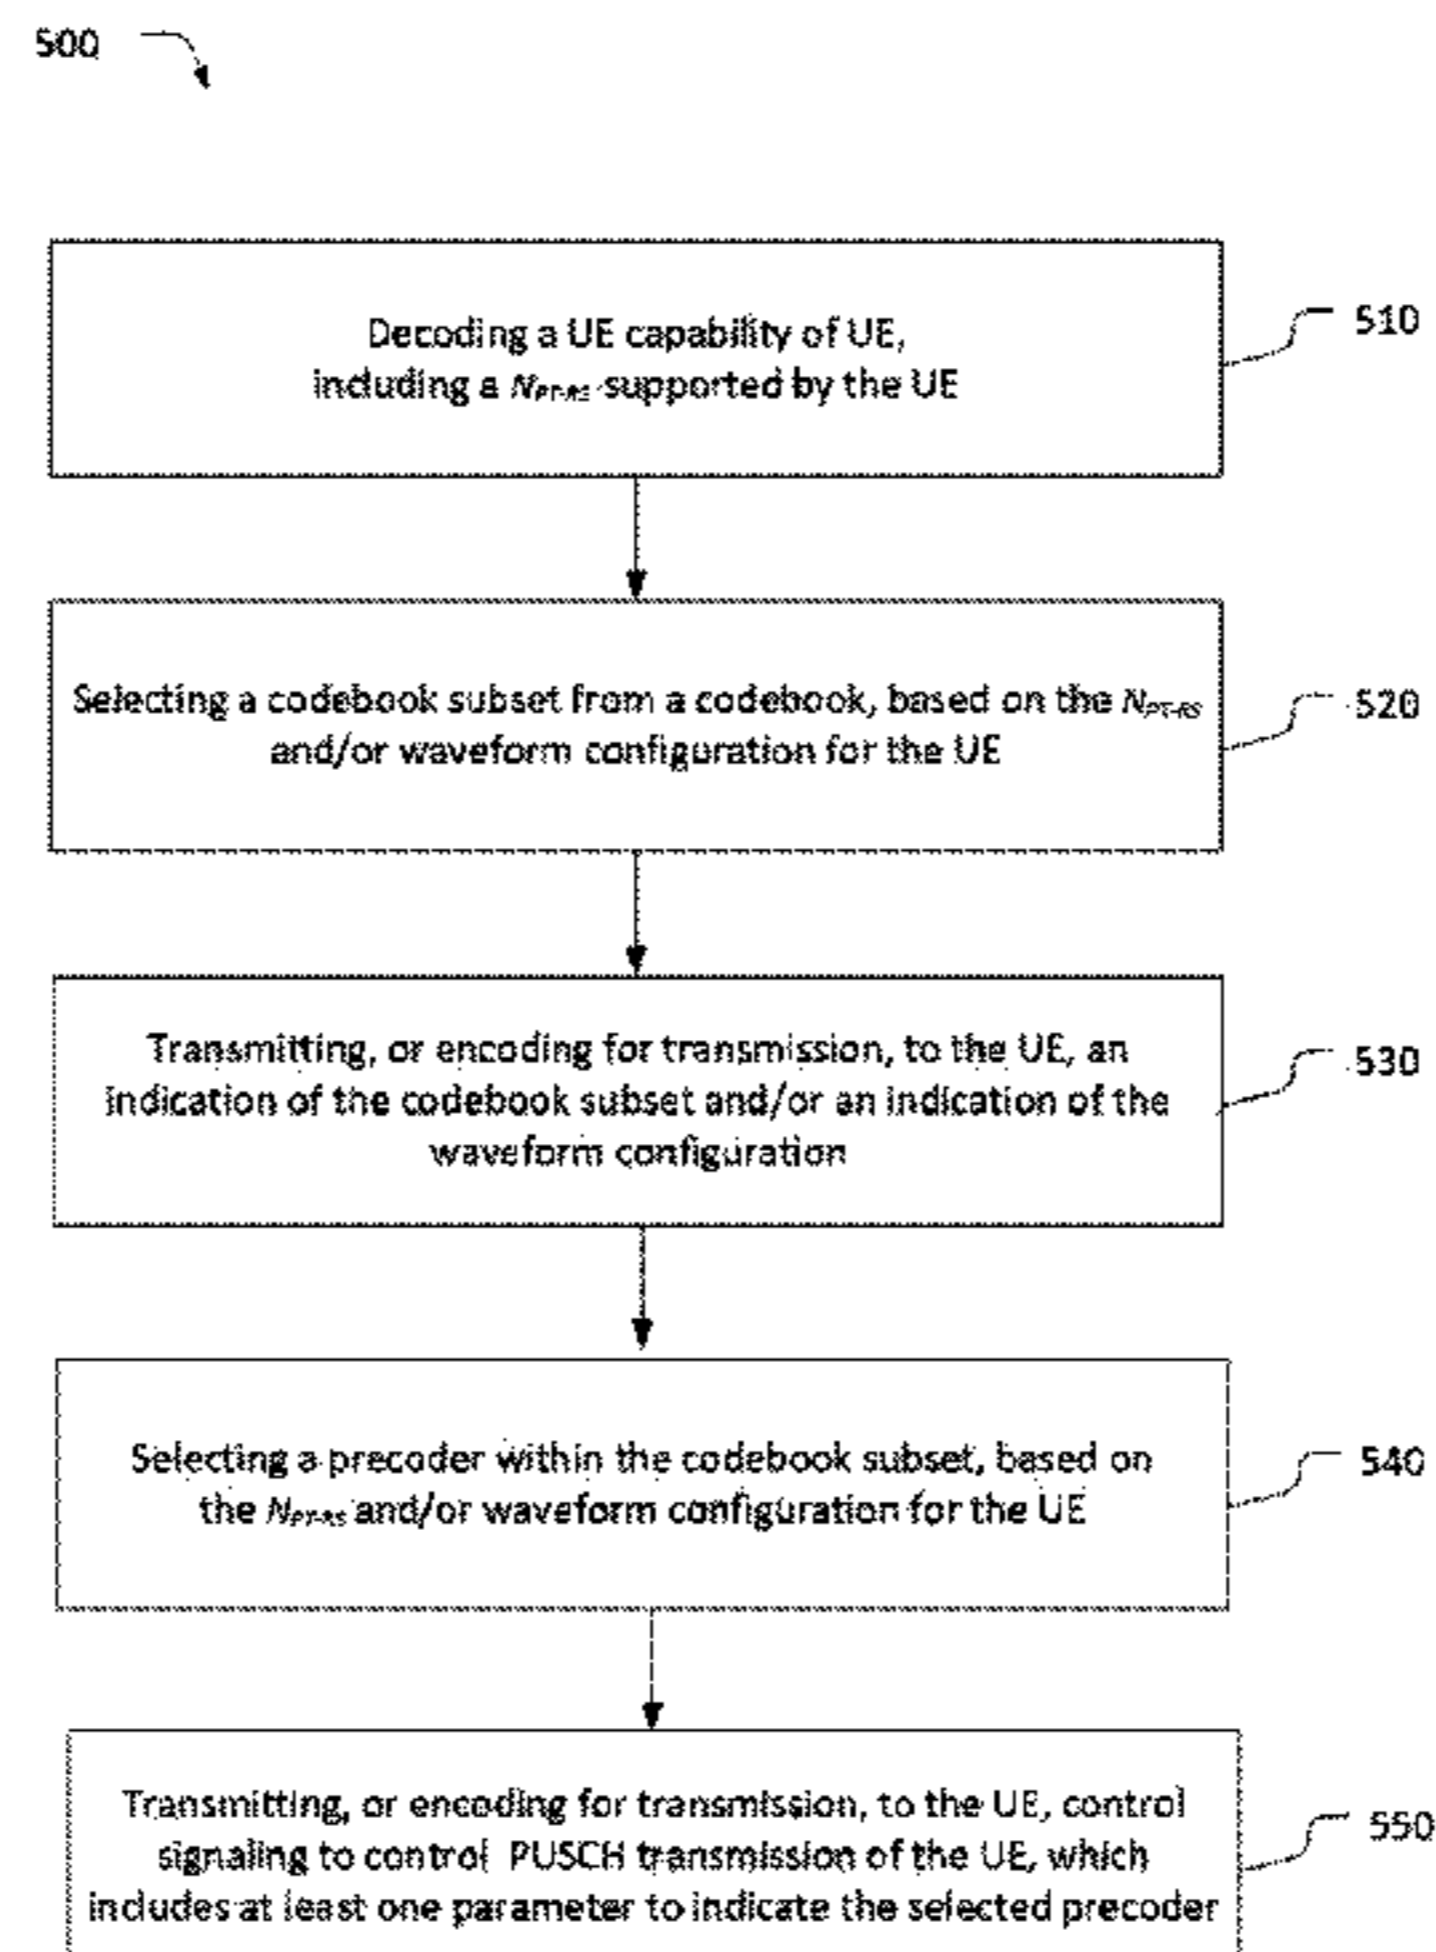 500
Decoding a UE capability of UE,
including a N_PT-RS supported by the UE
510
Selecting a codebook subset from a codebook, based on the N_PT-RS
and/or waveform configuration for the UE
520
Transmitting, or encoding for transmission, to the UE, an
indication of the codebook subset and/or an indication of the
waveform configuration
530
Selecting a precoder within the codebook subset, based on
the N_PT-RS and/or waveform configuration for the UE
540
Transmitting, or encoding for transmission, to the UE, control
signaling to control PUSCH transmission of the UE, which
includes at least one parameter to indicate the selected precoder
550